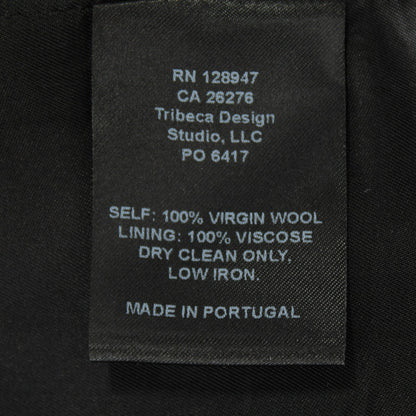 RN 128947
CA 26276
Tribeca Design
Studio, LLC
PO 6417
SELF: 100% VIRGIN WOOL
LINING: 100% VISCOSE
DRY CLEAN ONLY,
LOW IRON.
MADE IN PORTUGAL